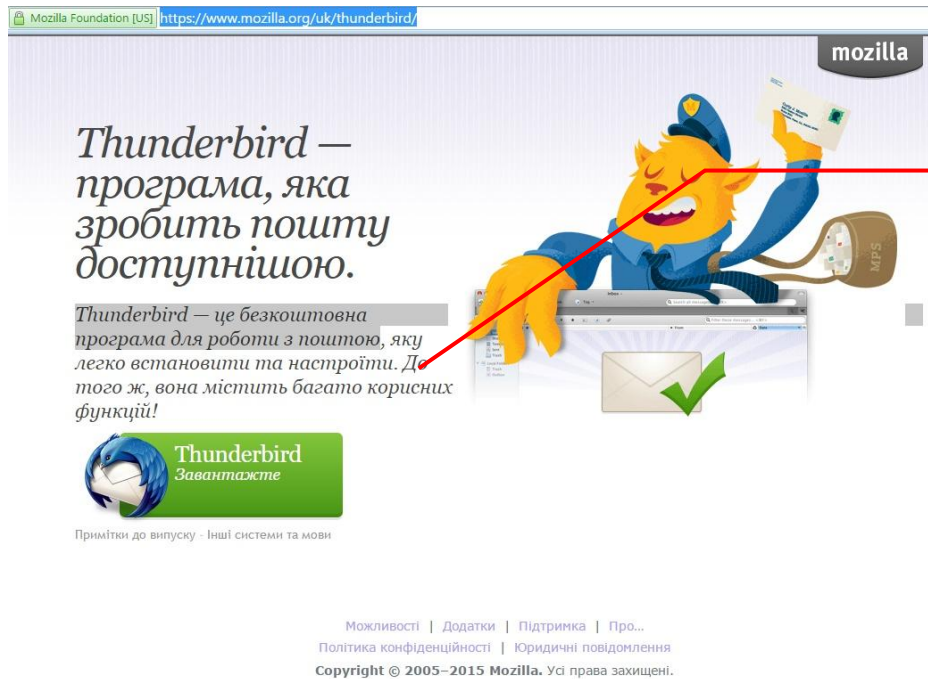 Mozilla Foundation [US] https://www.mozilla.org/uk/thunderbird/
mozilla
Thunderbird —
програма, яка
зробить пошту
доступнішою.
MPS
Thunderbird — це безкоштовна
програма для роботи з поштою, яку
легко встановити та настроїти. До
того ж, вона містить багато корисних
функцій!
Thunderbird
Завантажте
Примітки до випуску - Інші системи та мови
Можливості | Додатки | Підтримка | Про...
Політика конфіденційності | Юридичні повідомлення
Copyright © 2005–2015 Mozilla. Усі права захищені.